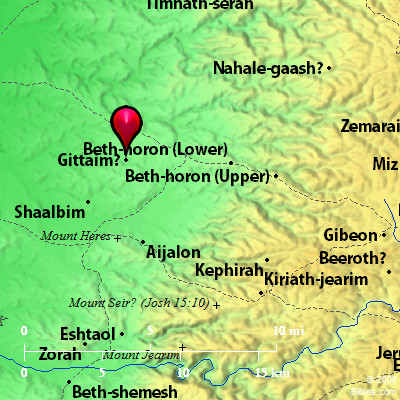 Timnath-serah
Nahale-gaash?
Zemarai
Beth-horon (Lower)
Gittaim?
Miz
Beth-horon (Upper)
Shaalbim
Mount Heres
Gibeon
Aijalon
Beeroth?
Kephirah
Kiriath-jearim
Mount Seir? (Josh 15:10)
Eshtaol
0 5 10 mi
Zorah
Mount Jearim
Jer
0 5 10 15 km
Beth-shemesh